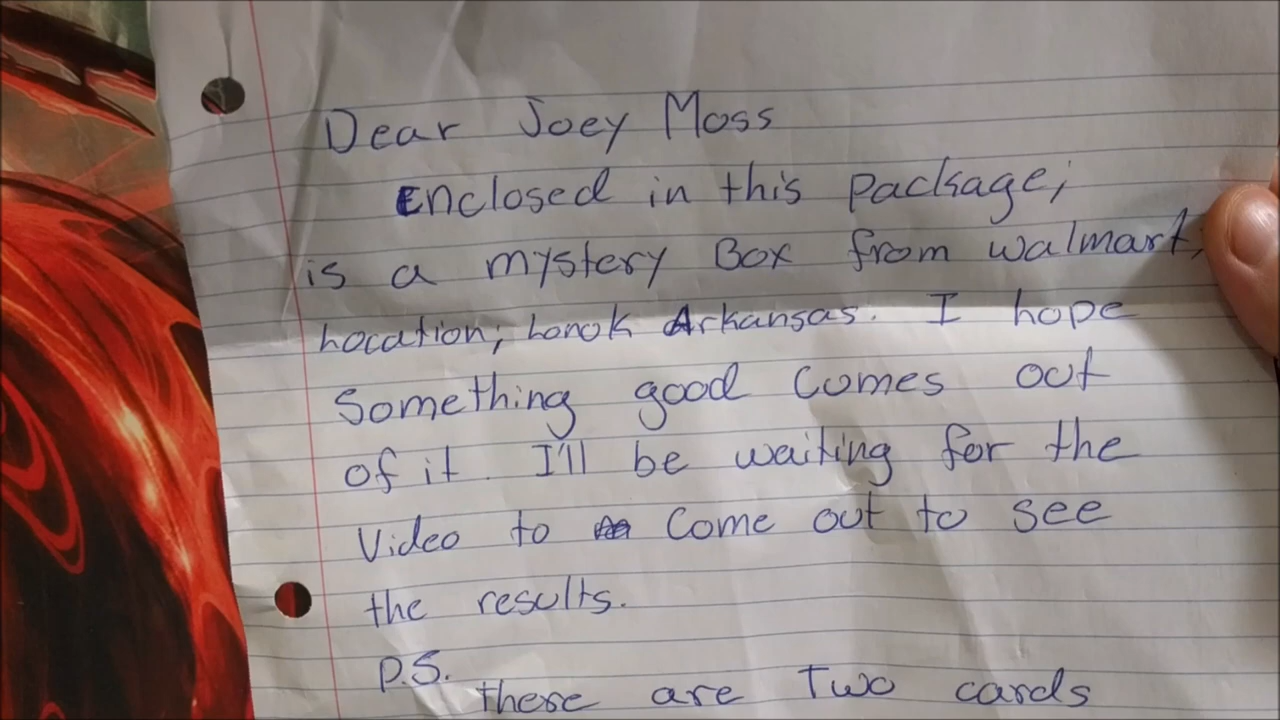 Dear Joey Moss
Enclosed in this package;
is a mystery Box from walmart,
Location; Lonok Arkansas. I hope
Something good Comes out
of it. I'll be waiting for the
Video to Come out to see
the results.
P.S.
there are Two cards